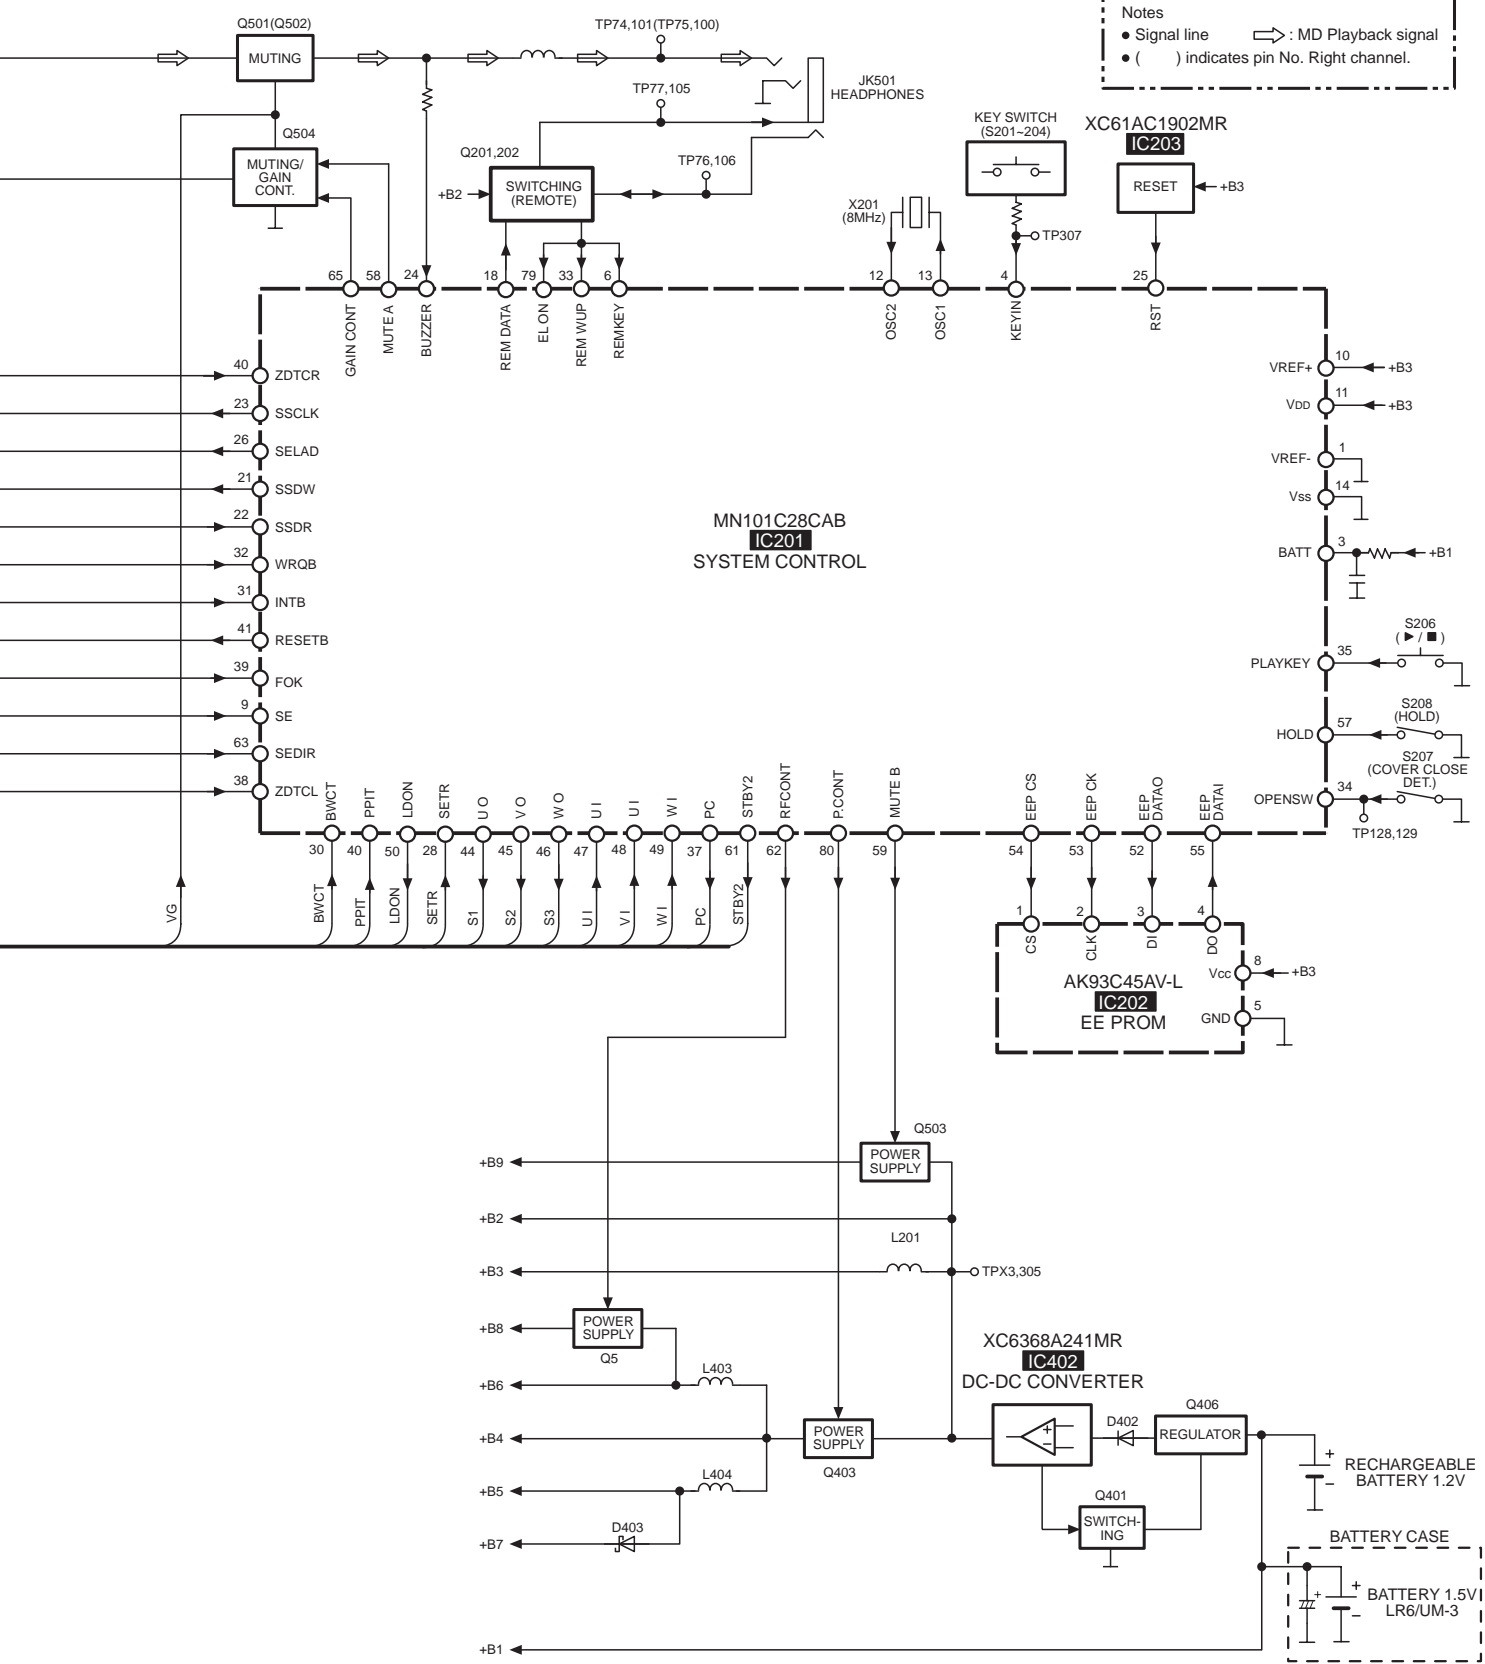 Notes
● Signal line ⇨ : MD Playback signal
● ( ) indicates pin No. Right channel.
Q501(Q502)
MUTING
TP74,101(TP75,100)
TP77,105
JK501
HEADPHONES
Q504
MUTING/
GAIN
CONT.
Q201,202
+B2
SWITCHING
(REMOTE)
TP76,106
KEY SWITCH
(S201~204)
XC61AC1902MR
IC203
RESET
+B3
X201
(8MHz)
TP307
65
58
24
18
79
33
6
12
13
4
25
GAIN CONT
MUTE A
BUZZER
REM DATA
EL ON
REM WUP
REMKEY
OSC2
OSC1
KEYIN
RST
40 ZDTCR
23 SSCLK
26 SELAD
21 SSDW
22 SSDR
32 WRQB
31 INTB
41 RESETB
39 FOK
9 SE
63 SEDIR
38 ZDTCL
MN101C28CAB
IC201
SYSTEM CONTROL
VREF+ 10 +B3
VDD 11 +B3
VREF- 1
Vss 14
BATT 3 +B1
S206
( ▶ / ■ )
PLAYKEY 35
S208
(HOLD)
HOLD 57
S207
(COVER CLOSE
DET.)
OPENSW 34
TP128,129
BWCT
PPIT
LDON
SETR
U O
V O
W O
U I
U I
W I
PC
STBY2
RFCONT
P.CONT
MUTE B
EEP CS
EEP CK
EEP
DATAO
EEP
DATAI
30
40
50
28
44
45
46
47
48
49
37
61
62
80
59
54
53
52
55
VG
BWCT
PPIT
LDON
SETR
S1
S2
S3
U I
V I
W I
PC
STBY2
1
2
3
4
CS
CLK
DI
DO
AK93C45AV-L
IC202
EE PROM
Vcc 8 +B3
GND 5
Q503
+B9
POWER
SUPPLY
+B2
L201
+B3
TPX3,305
+B8
POWER
SUPPLY
Q5
+B6
L403
XC6368A241MR
IC402
DC-DC CONVERTER
+B4
POWER
SUPPLY
Q403
+
−
D402
Q406
REGULATOR
+
−
RECHARGEABLE
BATTERY 1.2V
+B5
L404
Q401
SWITCH-
ING
+B7
D403
BATTERY CASE
+
+
−
BATTERY 1.5V
LR6/UM-3
+B1